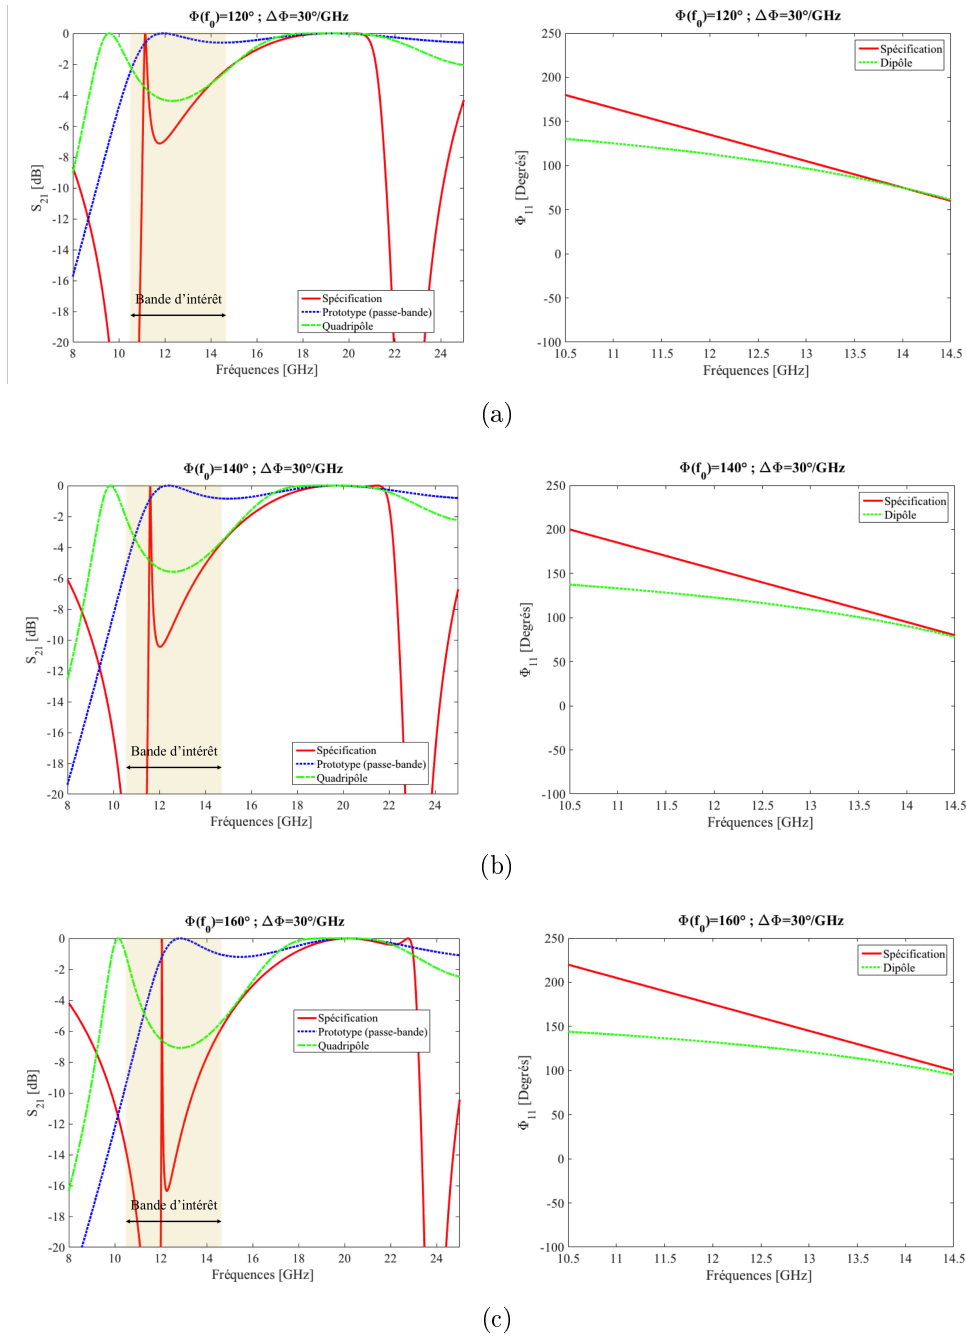 Φ(f0)=120° ; ΔΦ=30°/GHz
0
-2
-4
-6
-8
-10
-12
-14
-16
-18
-20
S21 [dB]
Bande d'intérêt
Spécification
Prototype (passe-bande)
Quadripôle
8 10 12 14 16 18 20 22 24
Fréquences [GHz]
Φ(f0)=120° ; ΔΦ=30°/GHz
250
200
150
100
50
0
-50
-100
Φ11 [Degrés]
Spécification
Dipôle
10.5 11 11.5 12 12.5 13 13.5 14 14.5
Fréquences [GHz]
(a)
Φ(f0)=140° ; ΔΦ=30°/GHz
0
-2
-4
-6
-8
-10
-12
-14
-16
-18
-20
S21 [dB]
Bande d'intérêt
Spécification
Prototype (passe-bande)
Quadripôle
8 10 12 14 16 18 20 22 24
Fréquences [GHz]
Φ(f0)=140° ; ΔΦ=30°/GHz
250
200
150
100
50
0
-50
-100
Φ11 [Degrés]
Spécification
Dipôle
10.5 11 11.5 12 12.5 13 13.5 14 14.5
Fréquences [GHz]
(b)
Φ(f0)=160° ; ΔΦ=30°/GHz
0
-2
-4
-6
-8
-10
-12
-14
-16
-18
-20
S21 [dB]
Spécification
Prototype (passe-bande)
Quadripôle
Bande d'intérêt
8 10 12 14 16 18 20 22 24
Fréquences [GHz]
Φ(f0)=160° ; ΔΦ=30°/GHz
250
200
150
100
50
0
-50
-100
Φ11 [Degrés]
Spécification
Dipôle
10.5 11 11.5 12 12.5 13 13.5 14 14.5
Fréquences [GHz]
(c)